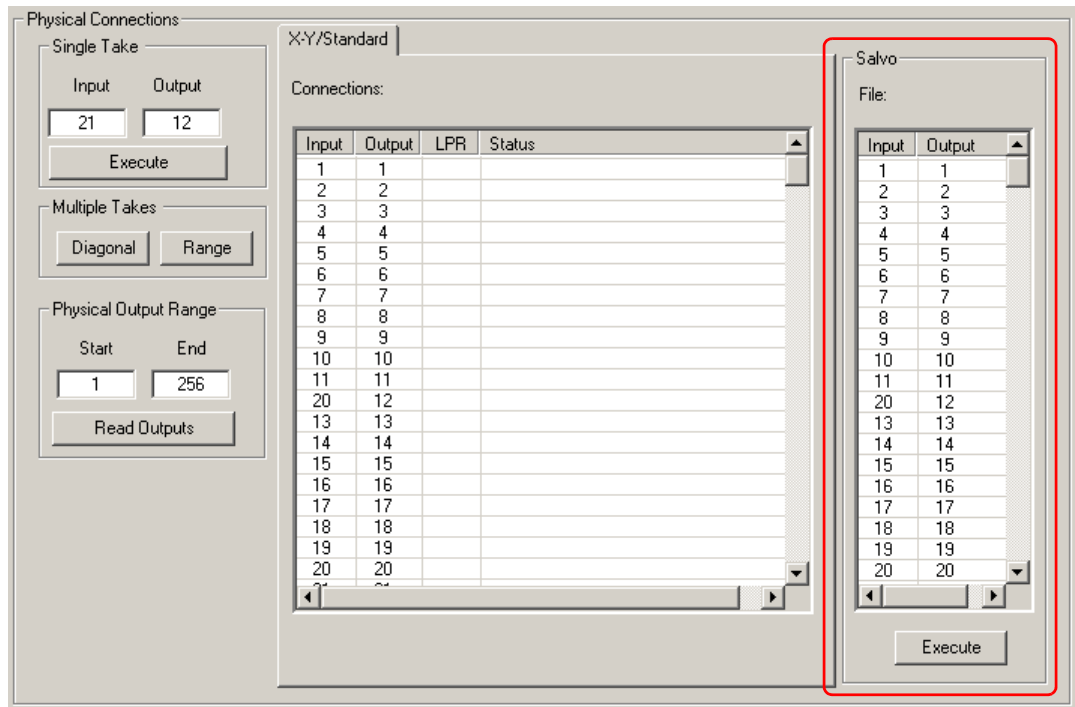 Physical Connections
Single Take
Input Output
21 12
Execute
Multiple Takes
Diagonal Range
Physical Output Range
Start End
1 256
Read Outputs
X-Y/Standard
Connections:
Input Output LPR Status
1 1
2 2
3 3
4 4
5 5
6 6
7 7
8 8
9 9
10 10
11 11
20 12
13 13
14 14
15 15
16 16
17 17
18 18
19 19
20 20
Salvo
File:
Input Output
1 1
2 2
3 3
4 4
5 5
6 6
7 7
8 8
9 9
10 10
11 11
20 12
13 13
14 14
15 15
16 16
17 17
18 18
19 19
20 20
Execute